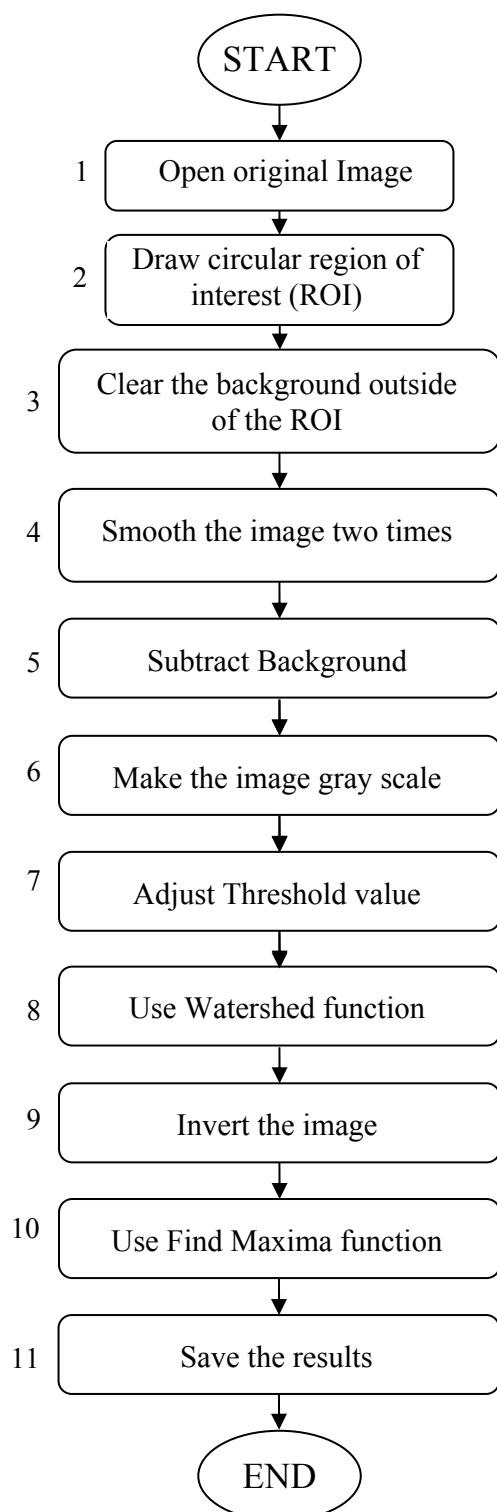 START
1 Open original Image
2 Draw circular region of
interest (ROI)
3 Clear the background outside
of the ROI
4 Smooth the image two times
5 Subtract Background
6 Make the image gray scale
7 Adjust Threshold value
8 Use Watershed function
9 Invert the image
10 Use Find Maxima function
11 Save the results
END